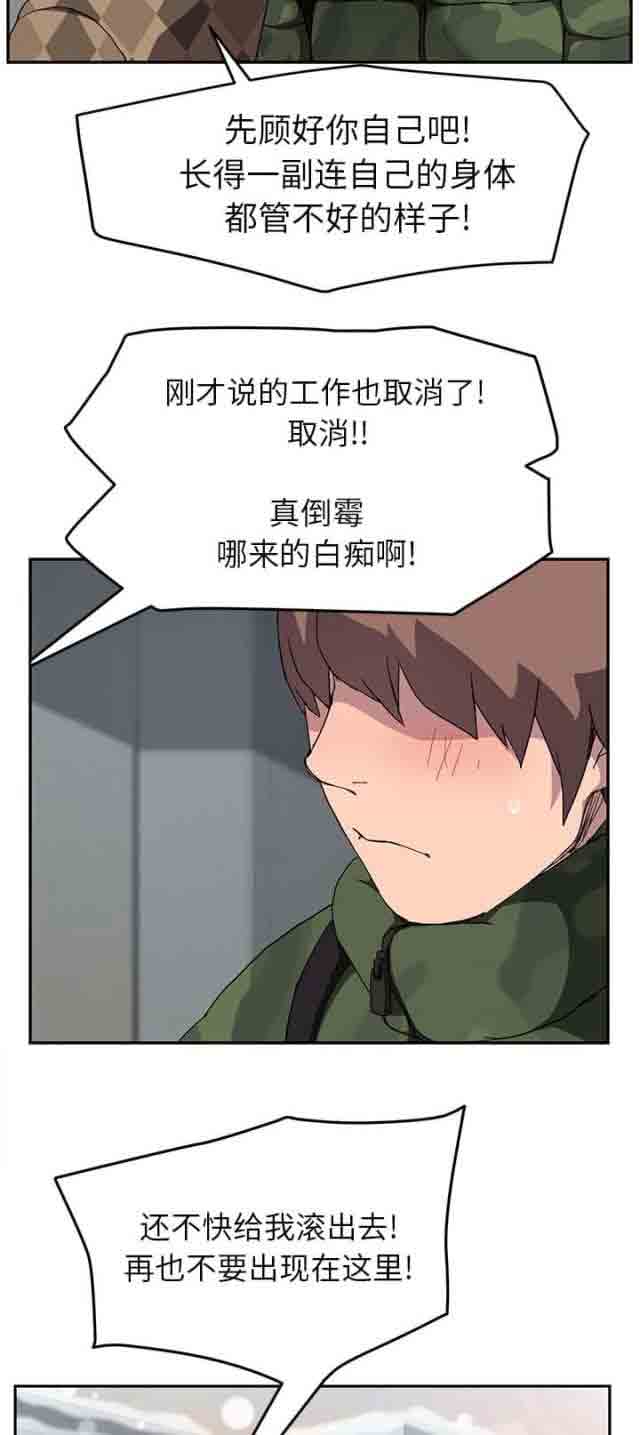 先顾好你自己吧!
长得一副连自己的身体
都管不好的样子!
刚才说的工作也取消了!
取消!!
真倒霉
哪来的白痴啊!
还不快给我滚出去!
再也不要出现在这里!